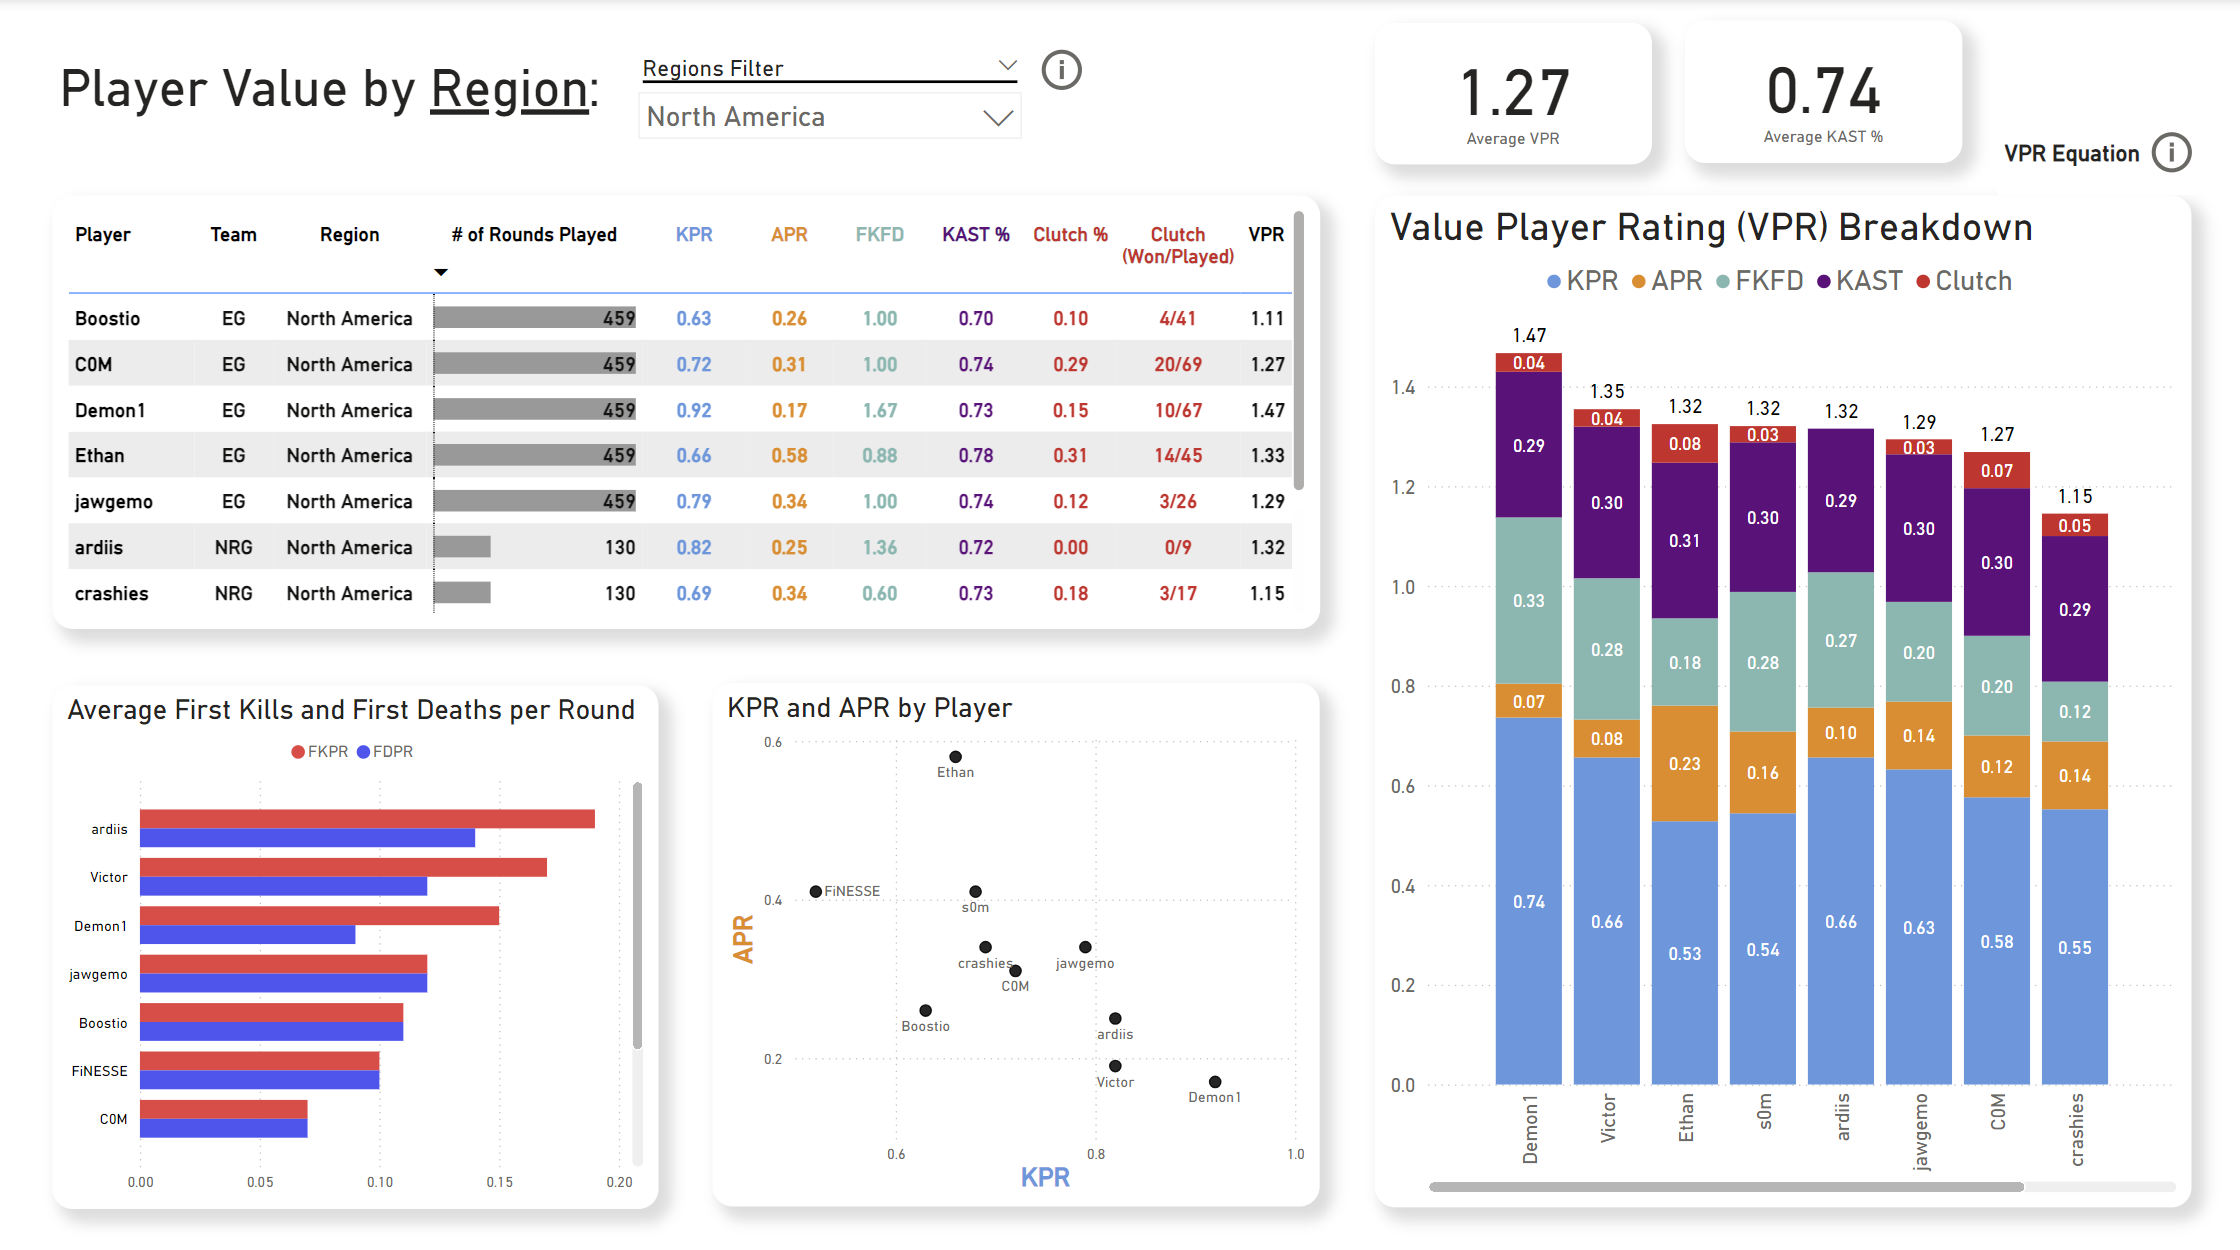 Player Value by Region:
Regions Filter
North America
1.27
Average VPR
0.74
Average KAST %
VPR Equation
Player Team Region # of Rounds Played KPR APR FKFD KAST % Clutch % Clutch (Won/Played) VPR
Boostio EG North America 459 0.63 0.26 1.00 0.70 0.10 4/41 1.11
C0M EG North America 459 0.72 0.31 1.00 0.74 0.29 20/69 1.27
Demon1 EG North America 459 0.92 0.17 1.67 0.73 0.15 10/67 1.47
Ethan EG North America 459 0.66 0.58 0.88 0.78 0.31 14/45 1.33
jawgemo EG North America 459 0.79 0.34 1.00 0.74 0.12 3/26 1.29
ardiis NRG North America 130 0.82 0.25 1.36 0.72 0.00 0/9 1.32
crashies NRG North America 130 0.69 0.34 0.60 0.73 0.18 3/17 1.15
Average First Kills and First Deaths per Round
FKPR FDPR
ardiis
Victor
Demon1
jawgemo
Boostio
FiNESSE
C0M
0.00 0.05 0.10 0.15 0.20
KPR and APR by Player
0.6
0.4
0.2
APR
Ethan
FiNESSE
s0m
crashies
jawgemo
C0M
Boostio
ardiis
Victor
Demon1
0.6 0.8 1.0
KPR
Value Player Rating (VPR) Breakdown
KPR APR FKFD KAST Clutch
1.4
1.2
1.0
0.8
0.6
0.4
0.2
0.0
1.47
0.04
0.29
0.33
0.07
0.74
1.35
0.04
0.30
0.28
0.08
0.66
1.32
0.08
0.31
0.18
0.23
0.53
1.32
0.03
0.30
0.28
0.16
0.54
1.32
0.29
0.27
0.10
0.66
1.29
0.03
0.30
0.20
0.14
0.63
1.27
0.07
0.30
0.20
0.12
0.58
1.15
0.05
0.29
0.12
0.14
0.55
Demon1
Victor
Ethan
s0m
ardiis
jawgemo
C0M
crashies